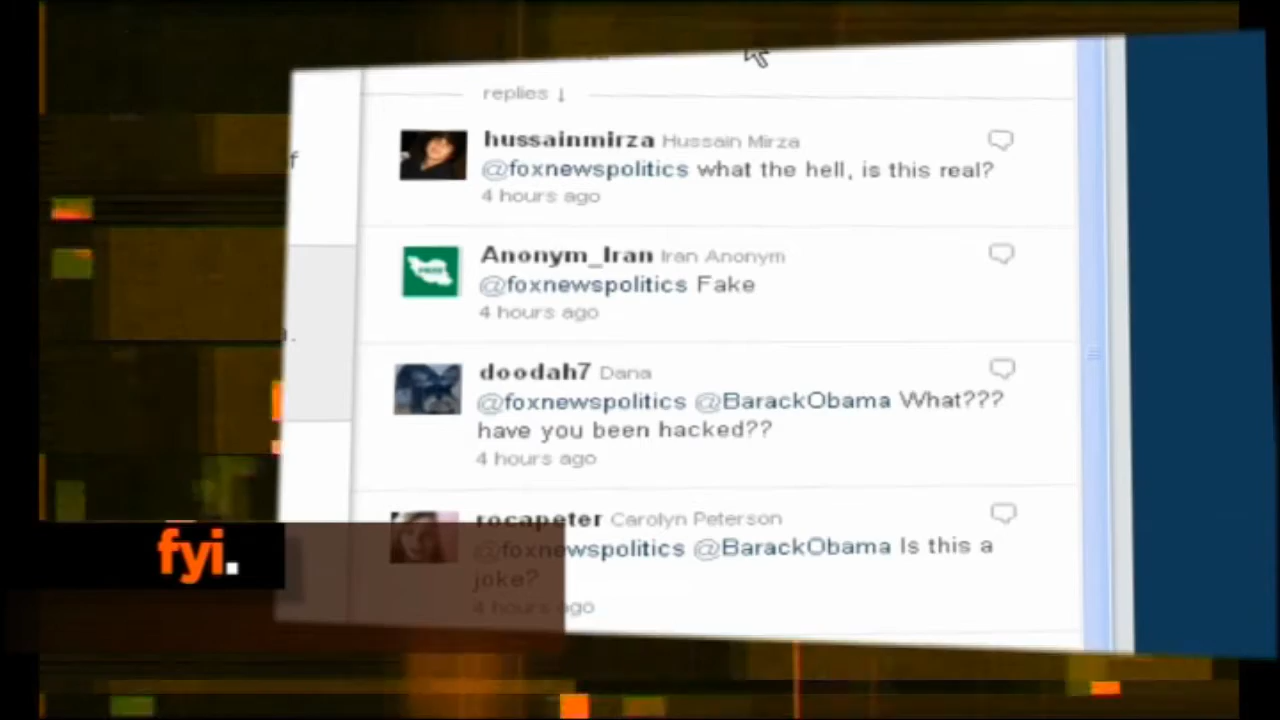 replies ↓
f
hussainmirza Hussain Mirza
@foxnewspolitics what the hell, is this real?
4 hours ago
Anonym_Iran Iran Anonym
@foxnewspolitics Fake
4 hours ago
doodah7 Dana
@foxnewspolitics @BarackObama What???
have you been hacked??
4 hours ago
rocapeter Carolyn Peterson
@foxnewspolitics @BarackObama Is this a
joke?
4 hours ago
fyi.